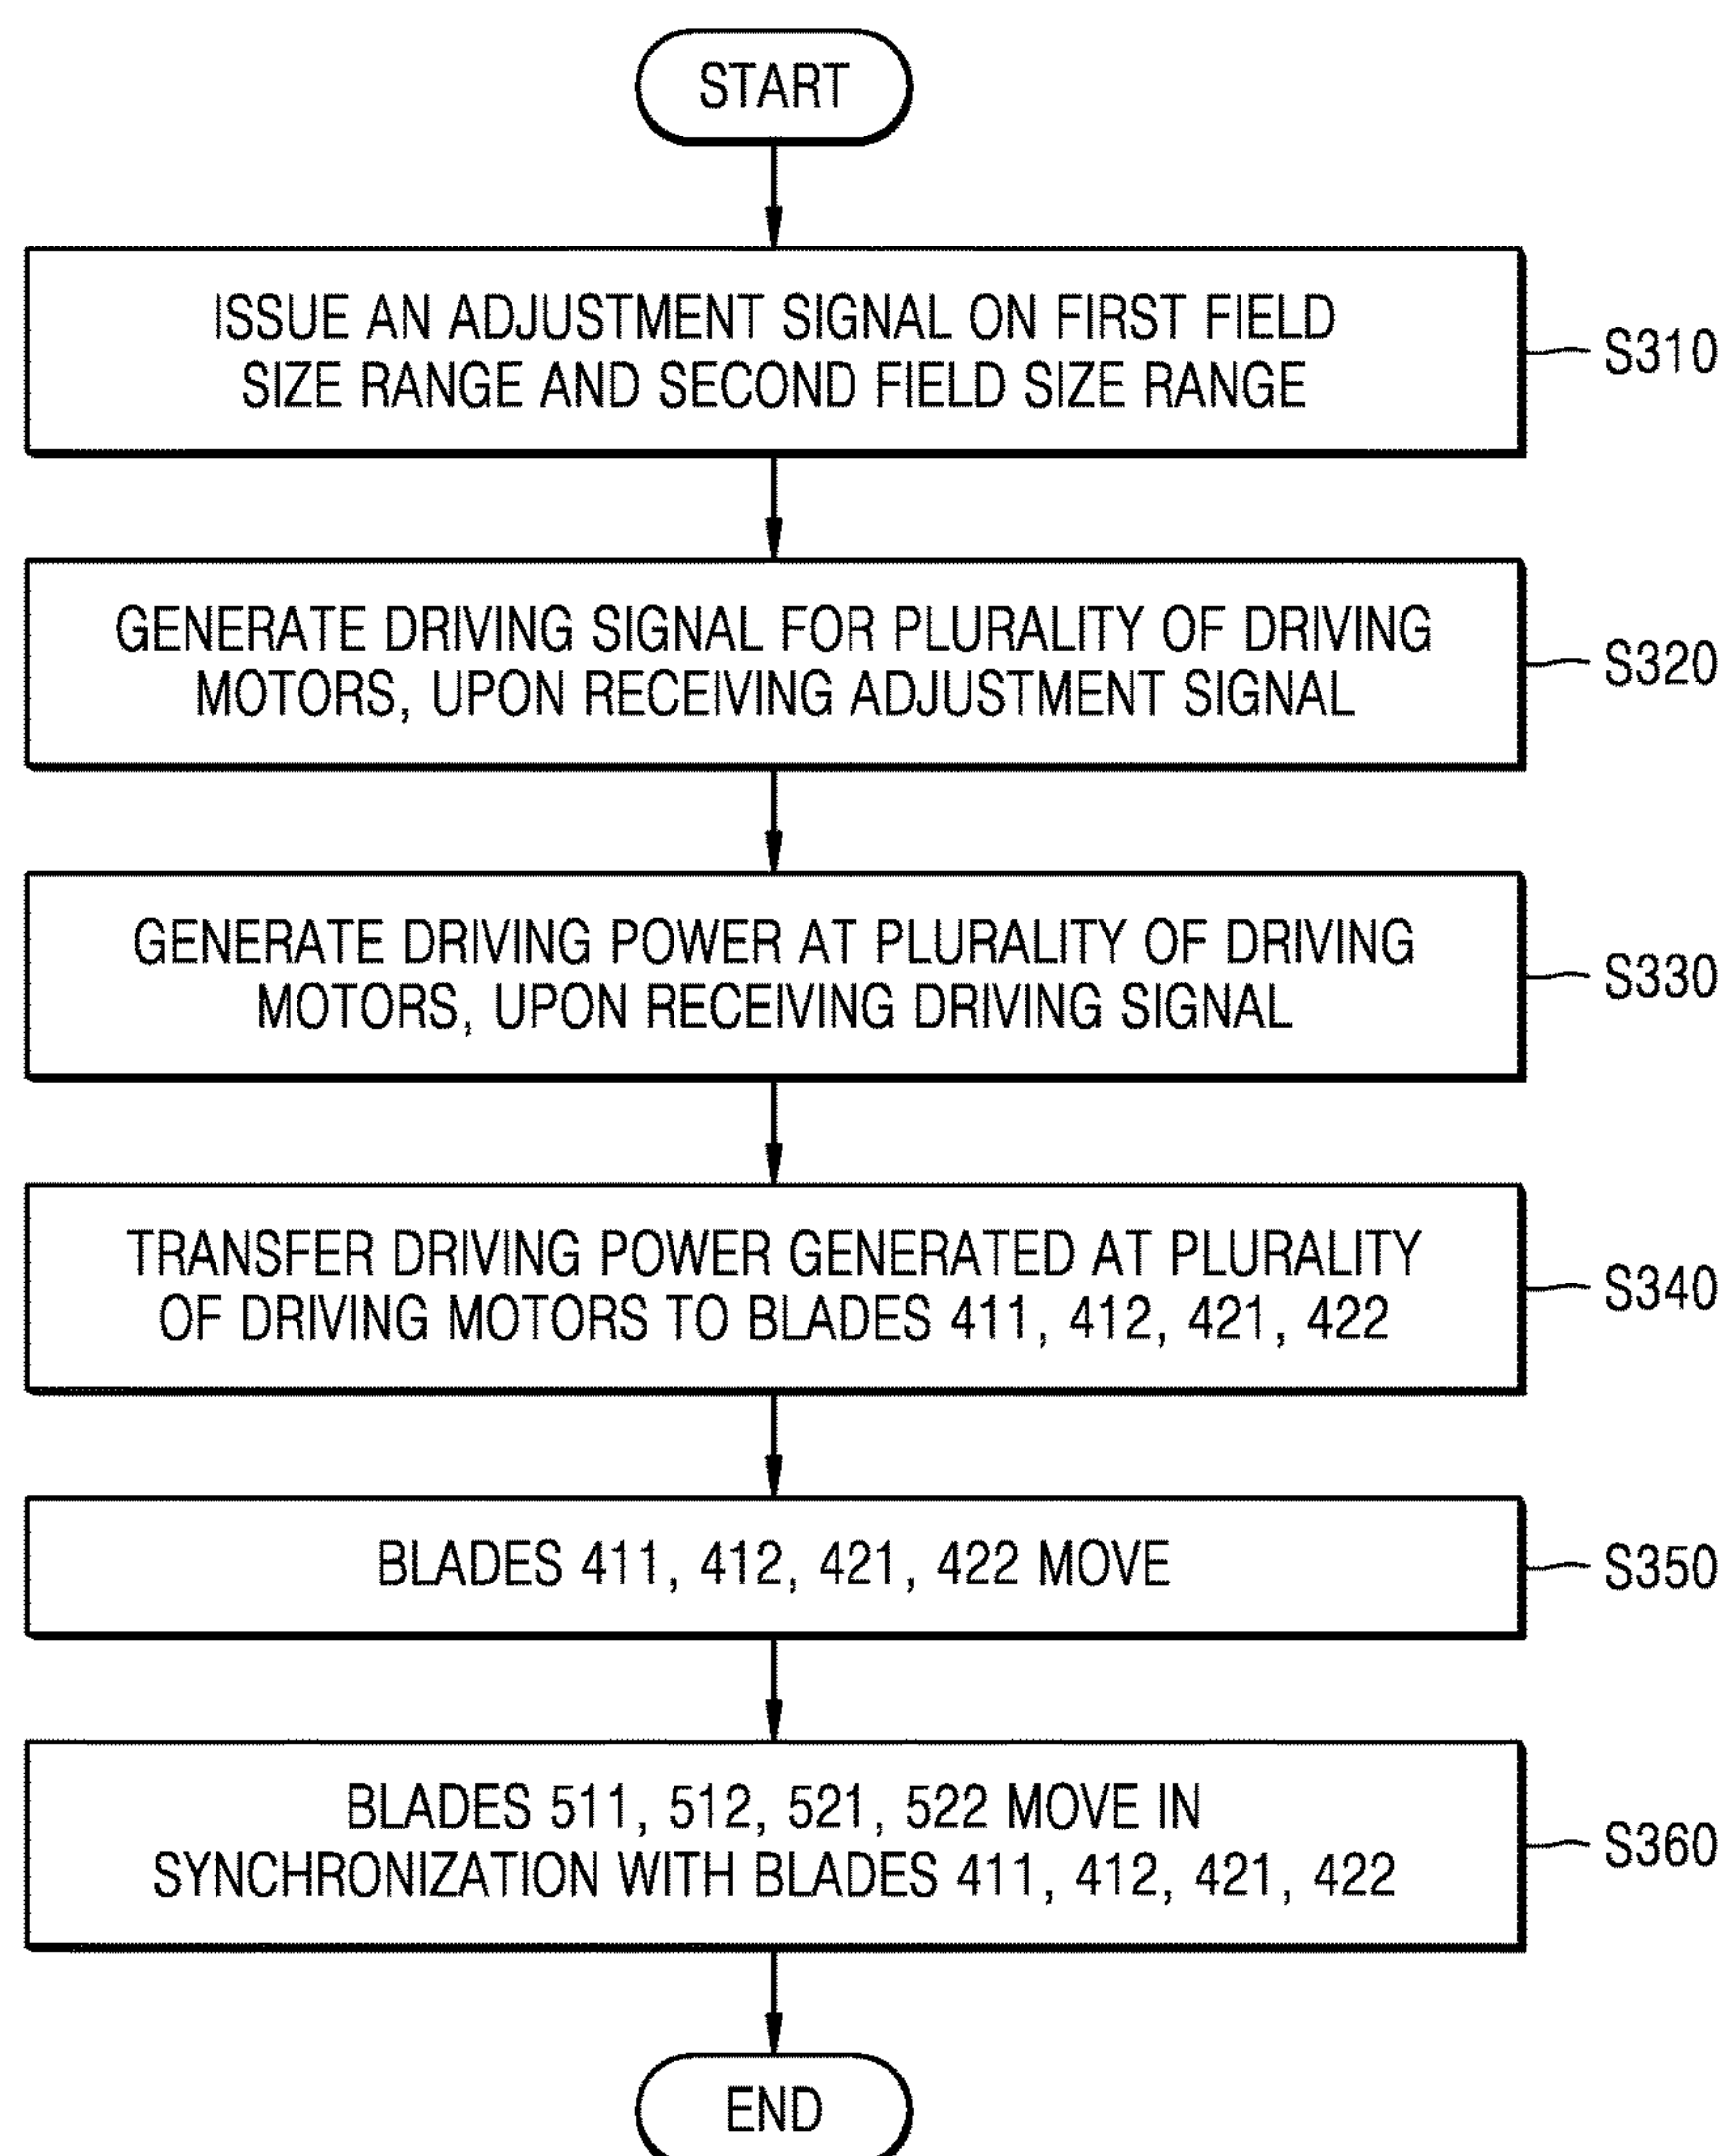 START
ISSUE AN ADJUSTMENT SIGNAL ON FIRST FIELD
SIZE RANGE AND SECOND FIELD SIZE RANGE
S310
GENERATE DRIVING SIGNAL FOR PLURALITY OF DRIVING
MOTORS, UPON RECEIVING ADJUSTMENT SIGNAL
S320
GENERATE DRIVING POWER AT PLURALITY OF DRIVING
MOTORS, UPON RECEIVING DRIVING SIGNAL
S330
TRANSFER DRIVING POWER GENERATED AT PLURALITY
OF DRIVING MOTORS TO BLADES 411, 412, 421, 422
S340
BLADES 411, 412, 421, 422 MOVE
S350
BLADES 511, 512, 521, 522 MOVE IN
SYNCHRONIZATION WITH BLADES 411, 412, 421, 422
S360
END